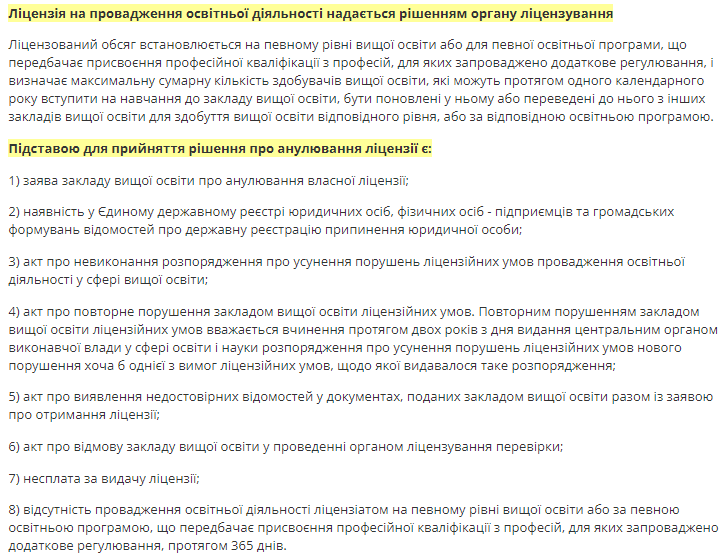 Ліцензія на провадження освітньої діяльності надається рішенням органу ліцензування
Ліцензований обсяг встановлюється на певному рівні вищої освіти або для певної освітньої програми, що
передбачає присвоєння професійної кваліфікації з професій, для яких запроваджено додаткове регулювання, і
визначає максимальну сумарну кількість здобувачів вищої освіти, які можуть протягом одного календарного
року вступити на навчання до закладу вищої освіти, бути поновлені у ньому або переведені до нього з інших
закладів вищої освіти для здобуття вищої освіти відповідного рівня, або за відповідною освітньою програмою.
Підставою для прийняття рішення про анулювання ліцензії є:
1) заява закладу вищої освіти про анулювання власної ліцензії;
2) наявність у Єдиному державному реєстрі юридичних осіб, фізичних осіб - підприємців та громадських
формувань відомостей про державну реєстрацію припинення юридичної особи;
3) акт про невиконання розпорядження про усунення порушень ліцензійних умов провадження освітньої
діяльності у сфері вищої освіти;
4) акт про повторне порушення закладом вищої освіти ліцензійних умов. Повторним порушенням закладом
вищої освіти ліцензійних умов вважається вчинення протягом двох років з дня видання центральним органом
виконавчої влади у сфері освіти і науки розпорядження про усунення порушень ліцензійних умов нового
порушення хоча б однієї з вимог ліцензійних умов, щодо якої видавалося таке розпорядження;
5) акт про виявлення недостовірних відомостей у документах, поданих закладом вищої освіти разом із заявою
про отримання ліцензії;
6) акт про відмову закладу вищої освіти у проведенні органом ліцензування перевірки;
7) несплата за видачу ліцензії;
8) відсутність провадження освітньої діяльності ліцензіатом на певному рівні вищої освіти або за певною
освітньою програмою, що передбачає присвоєння професійної кваліфікації з професій, для яких запроваджено
додаткове регулювання, протягом 365 днів.